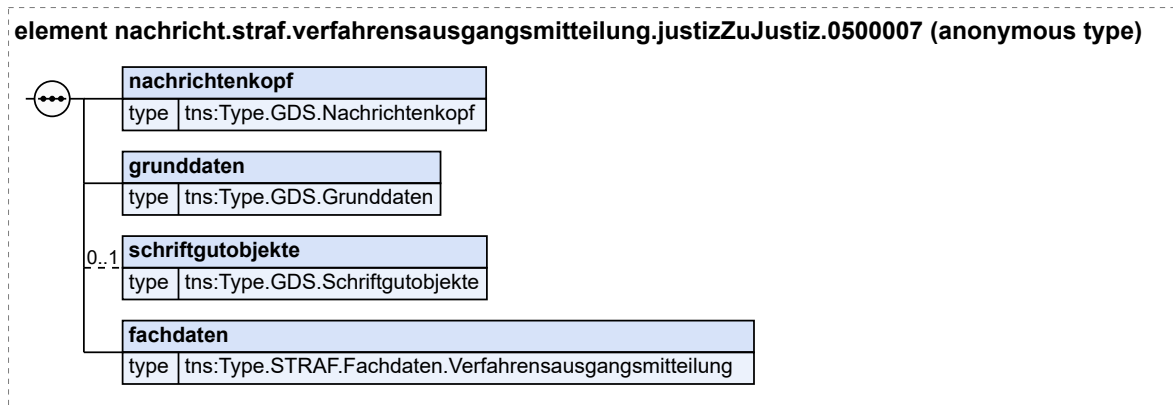 element nachricht.straf.verfahrensausgangsmitteilung.justizZuJustiz.0500007 (anonymous type)
nachrichtenkopf
type tns:Type.GDS.Nachrichtenkopf
grunddaten
type tns:Type.GDS.Grunddaten
0..1 schriftgutobjekte
type tns:Type.GDS.Schriftgutobjekte
fachdaten
type tns:Type.STRAF.Fachdaten.Verfahrensausgangsmitteilung